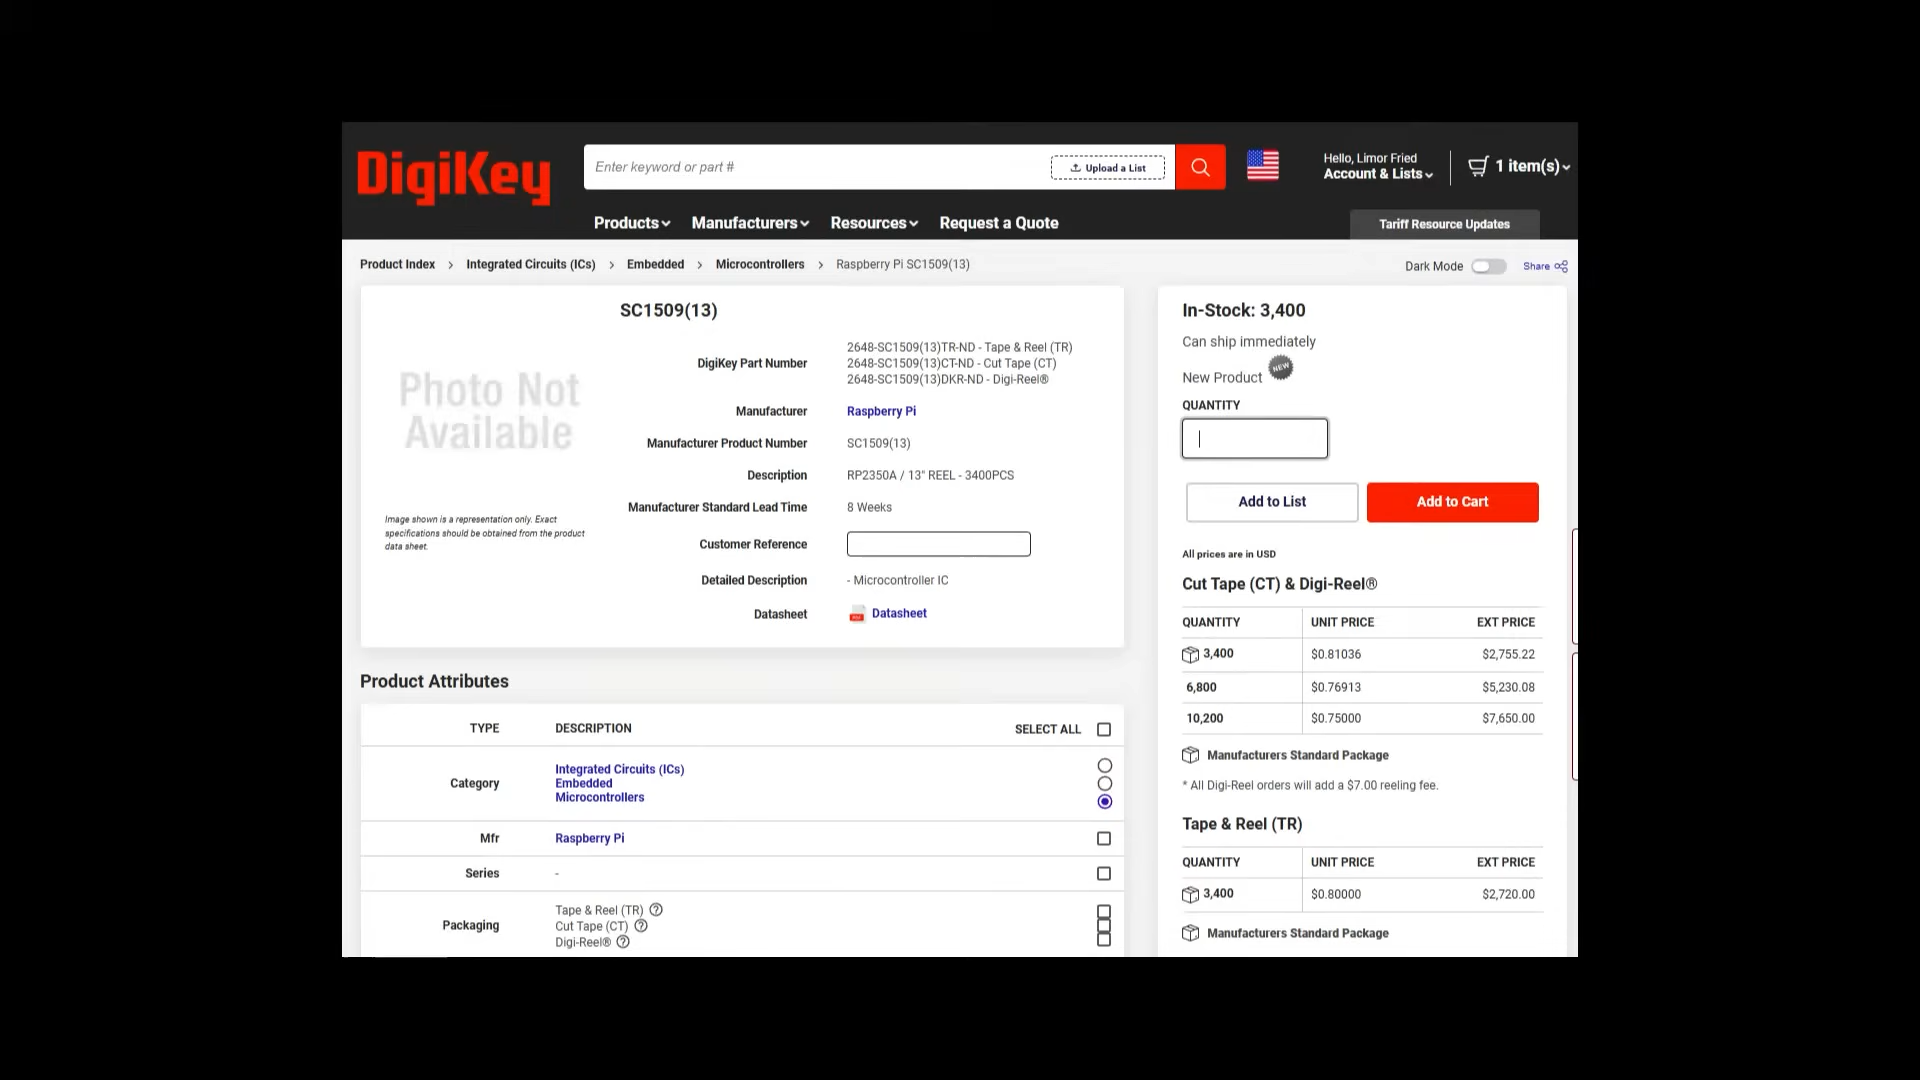 DigiKey
Enter keyword or part #
Upload a List
Hello, Limor Fried
Account & Lists
1 item(s)
Products
Manufacturers
Resources
Request a Quote
Tariff Resource Updates
Product Index > Integrated Circuits (ICs) > Embedded > Microcontrollers > Raspberry Pi SC1509(13)
Dark Mode
Share
SC1509(13)
Photo Not
Available
Image shown is a representation only. Exact
specifications should be obtained from the product
data sheet.
DigiKey Part Number
2648-SC1509(13)TR-ND - Tape & Reel (TR)
2648-SC1509(13)CT-ND - Cut Tape (CT)
2648-SC1509(13)DKR-ND - Digi-Reel®
Manufacturer
Raspberry Pi
Manufacturer Product Number
SC1509(13)
Description
RP2350A / 13" REEL - 3400PCS
Manufacturer Standard Lead Time
8 Weeks
Customer Reference
Detailed Description
- Microcontroller IC
Datasheet
Datasheet
In-Stock: 3,400
Can ship immediately
New Product
NEW
QUANTITY
Add to List
Add to Cart
All prices are in USD
Cut Tape (CT) & Digi-Reel®
QUANTITY UNIT PRICE EXT PRICE
3,400 $0.81036 $2,755.22
6,800 $0.76913 $5,230.08
10,200 $0.75000 $7,650.00
Manufacturers Standard Package
* All Digi-Reel orders will add a $7.00 reeling fee.
Tape & Reel (TR)
QUANTITY UNIT PRICE EXT PRICE
3,400 $0.80000 $2,720.00
Manufacturers Standard Package
Product Attributes
TYPE DESCRIPTION SELECT ALL
Category
Integrated Circuits (ICs)
Embedded
Microcontrollers
Mfr
Raspberry Pi
Series
-
Packaging
Tape & Reel (TR)
Cut Tape (CT)
Digi-Reel®